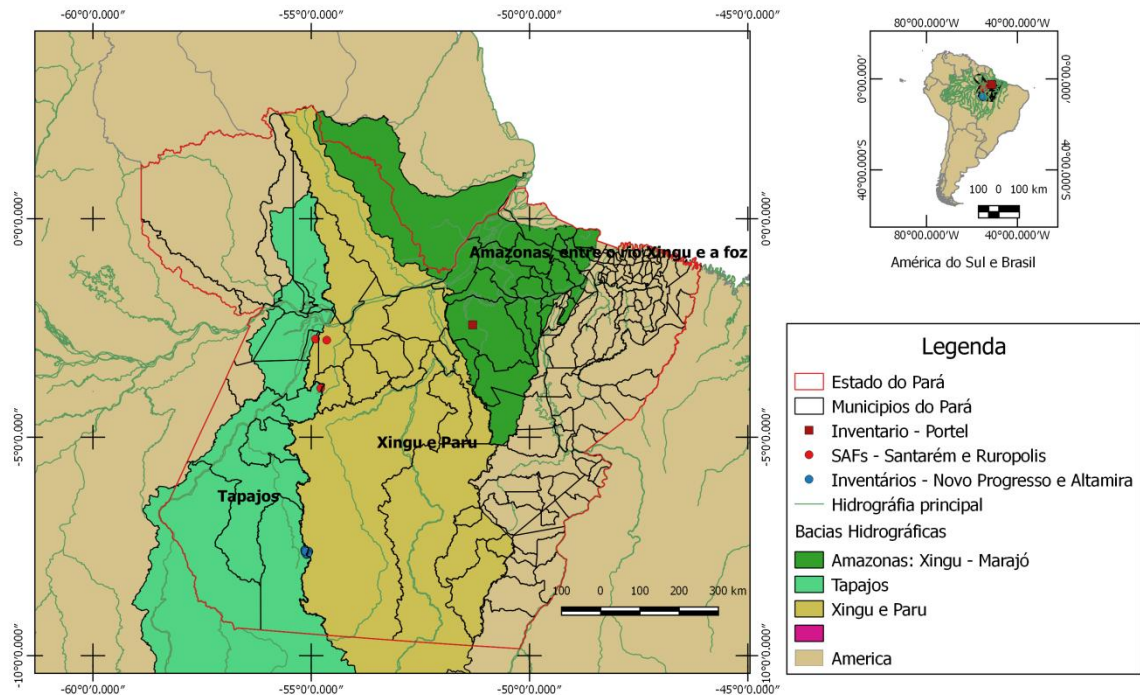 -60°0'0.000" -55°0'0.000" -50°0'0.000" -45°0'0.000"
0°0'0.000"
-5°0'0.000"
-10°0'0.000"
Amazonas, entre o rio Xingu e a foz
Xingu e Paru
Tapajos
100 0 100 200 300 km
0°0'0.000"
-5°0'0.000"
-10°0'0.000"
-60°0'0.000" -55°0'0.000" -50°0'0.000" -45°0'0.000"
80°00.0000'W 40°00.0000'W
0°00.000'
40°00.000'S
0°00.000'
40°00.000'S
100 0 100 km
80°00.0000'W 40°00.0000'W
América do Sul e Brasil
Legenda
Estado do Pará
Municipios do Pará
Inventario - Portel
SAFs - Santarém e Ruropolis
Inventários - Novo Progresso e Altamira
Hidrográfia principal
Bacias Hidrográficas
Amazonas: Xingu - Marajó
Tapajos
Xingu e Paru
America